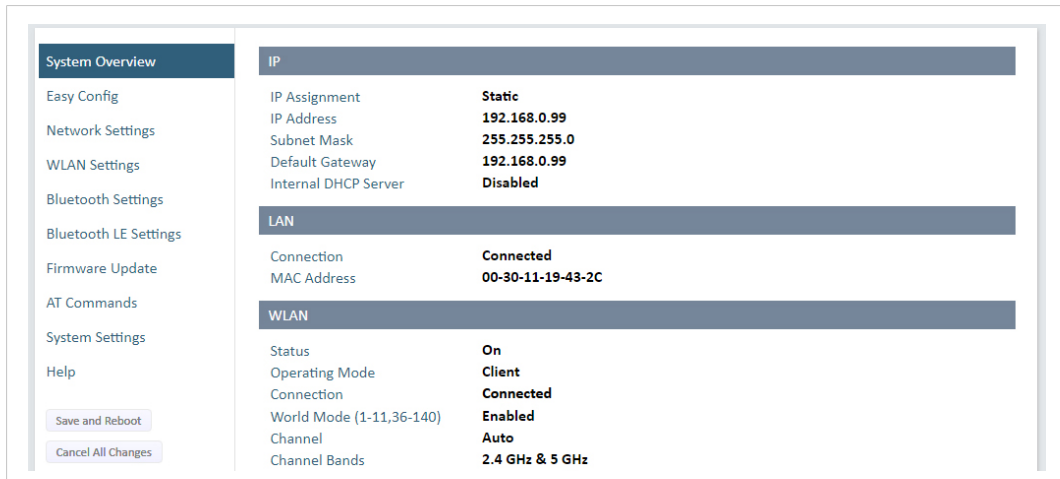 System Overview
Easy Config
Network Settings
WLAN Settings
Bluetooth Settings
Bluetooth LE Settings
Firmware Update
AT Commands
System Settings
Help
Save and Reboot
Cancel All Changes
IP
IP Assignment Static
IP Address 192.168.0.99
Subnet Mask 255.255.255.0
Default Gateway 192.168.0.99
Internal DHCP Server Disabled
LAN
Connection Connected
MAC Address 00-30-11-19-43-2C
WLAN
Status On
Operating Mode Client
Connection Connected
World Mode (1-11,36-140) Enabled
Channel Auto
Channel Bands 2.4 GHz & 5 GHz